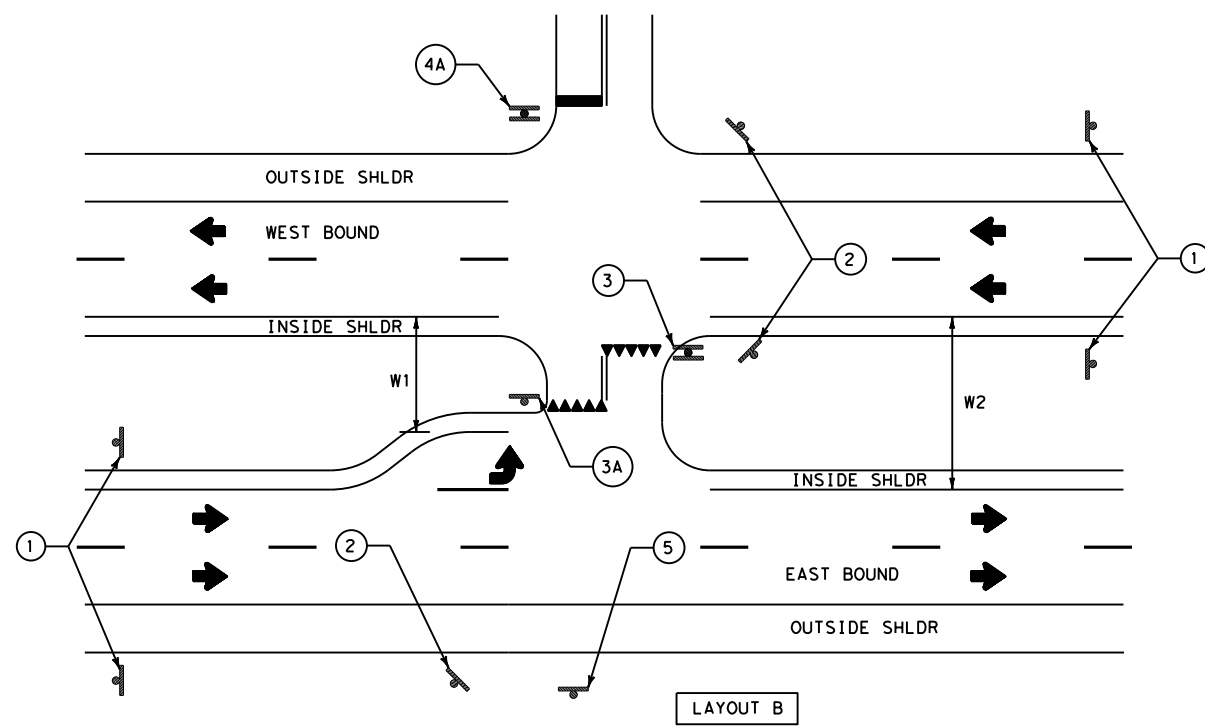 4A
OUTSIDE SHLDR
WEST BOUND
2
1
3
INSIDE SHLDR
W1
W2
3A
INSIDE SHLDR
1
2
5
EAST BOUND
OUTSIDE SHLDR
LAYOUT B